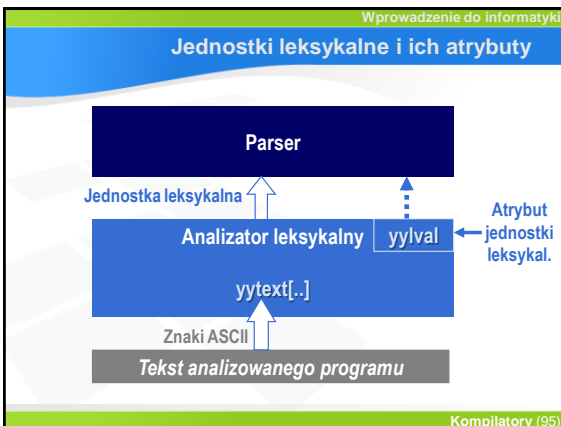 Wprowadzenie do informatyki
Jednostki leksykalne i ich atrybuty
Parser
Jednostka leksykalna
Analizator leksykalny
yylval
Atrybut
jednostki
leksykal.
yytext[..]
Znaki ASCII
Tekst analizowanego programu
Kompilatory (95)